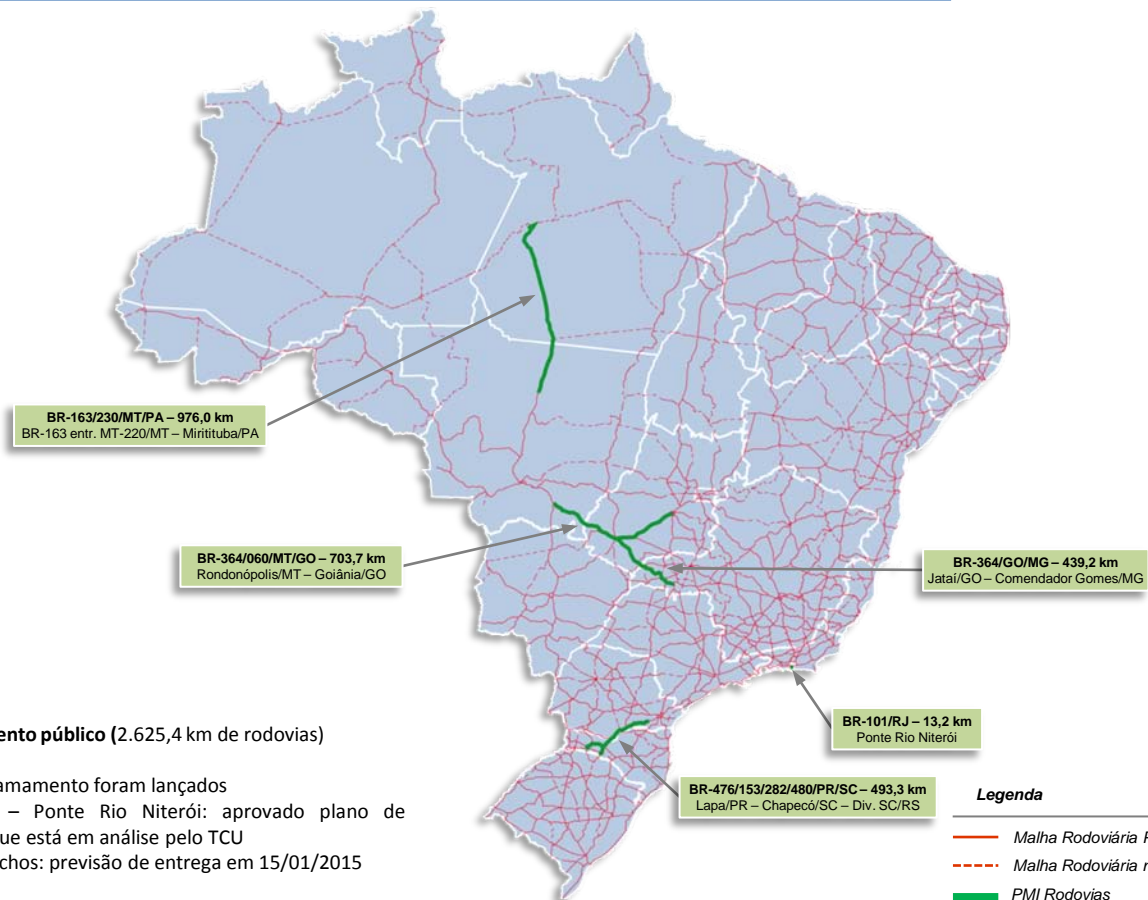 BR-163/230/MT/PA – 976,0 km
BR-163 entr. MT-220/MT – Miritituba/PA
BR-364/060/MT/GO – 703,7 km
Rondonópolis/MT – Goiânia/GO
BR-364/GO/MG – 439,2 km
Jataí/GO – Comendador Gomes/MG
BR-101/RJ – 13,2 km
Ponte Rio Niterói
BR-476/153/282/480/PR/SC – 493,3 km
Lapa/PR – Chapecó/SC – Div. SC/RS
ento público (2.625,4 km de rodovias)
amamento foram lançados
– Ponte Rio Niterói: aprovado plano de
que está em análise pelo TCU
chos: previsão de entrega em 15/01/2015
Legenda
Malha Rodoviária
Malha Rodoviária
PMI Rodovias